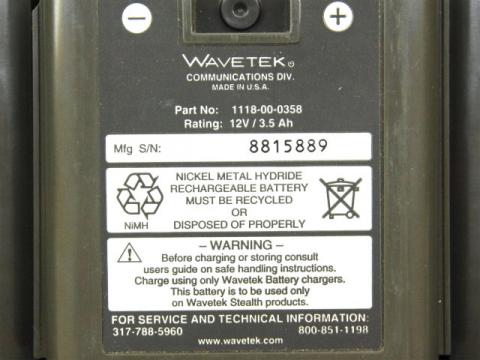 − +
WAVETEK®
COMMUNICATIONS DIV.
MADE IN U.S.A.
Part No: 1118-00-0358
Rating: 12V / 3.5 Ah
Mfg S/N: 8815889
NICKEL METAL HYDRIDE
RECHARGEABLE BATTERY
MUST BE RECYCLED
OR
DISPOSED OF PROPERLY
NiMH
– WARNING –
Before charging or storing consult
users guide on safe handling instructions.
Charge using only Wavetek Battery chargers.
This battery is to be used only
on Wavetek Stealth products.
FOR SERVICE AND TECHNICAL INFORMATION:
317-788-5960 800-851-1198
www.wavetek.com